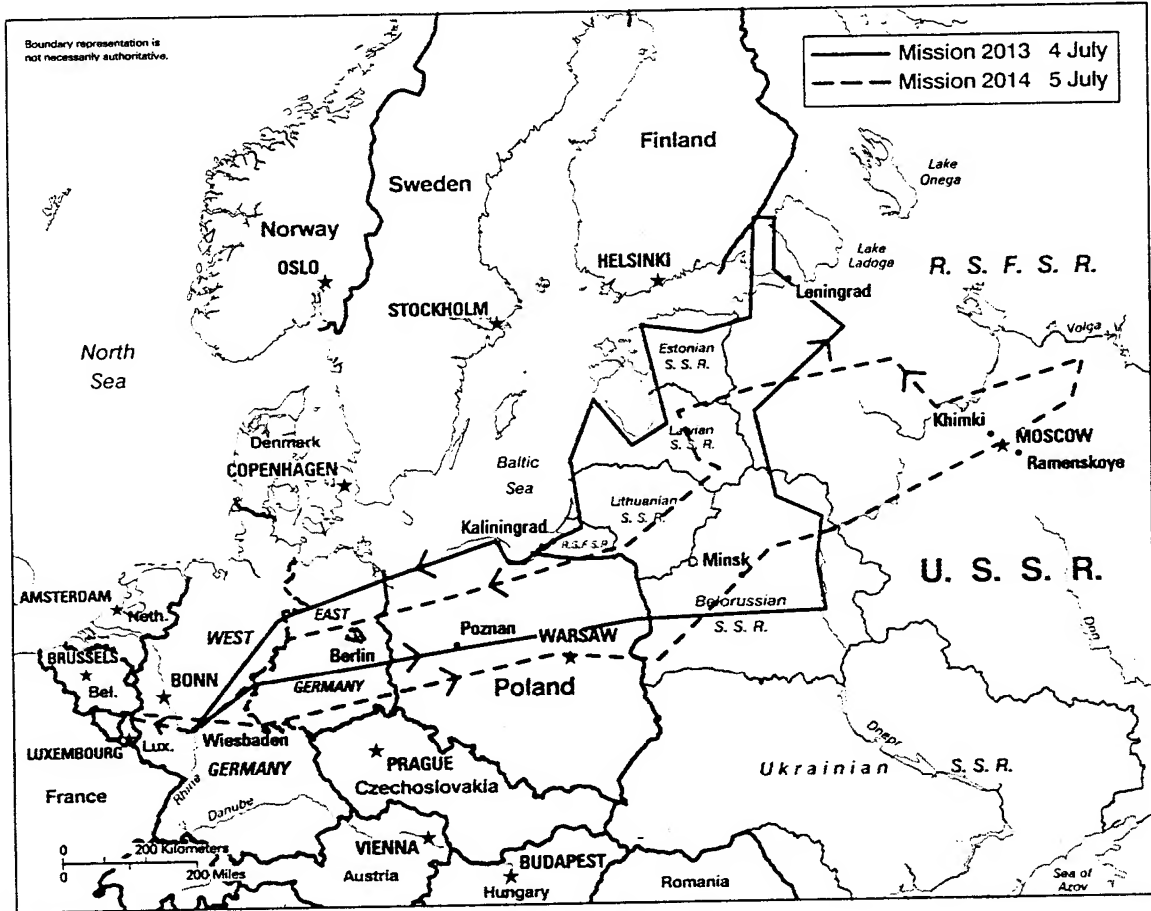 Boundary representation is
not necessarily authoritative.
Mission 2013 4 July
Mission 2014 5 July
Finland
Lake
Onega
Sweden
Norway
OSLO
HELSINKI
Lake
Ladoga
R. S. F. S. R.
Leningrad
STOCKHOLM
Volga
North
Sea
Estonian
S. S. R.
Khimki
MOSCOW
Ramenskoye
Denmark
COPENHAGEN
Latvian
S. S. R.
Baltic
Sea
Lithuanian
S. S. R.
Kaliningrad
R.S.F.S.R.
Minsk
U. S. S. R.
AMSTERDAM
Neth.
WEST
EAST
Belorussian
S. S. R.
Don
BRUSSELS
Bel.
BONN
Berlin
Poznan
WARSAW
GERMANY
Poland
LUXEMBOURG
Lux.
Wiesbaden
GERMANY
PRAGUE
Czechoslovakia
Dnepr
Ukrainian S. S. R.
France
Rhine
Danube
0 200 Kilometers
0 200 Miles
VIENNA
Austria
BUDAPEST
Hungary
Romania
Sea of
Azov